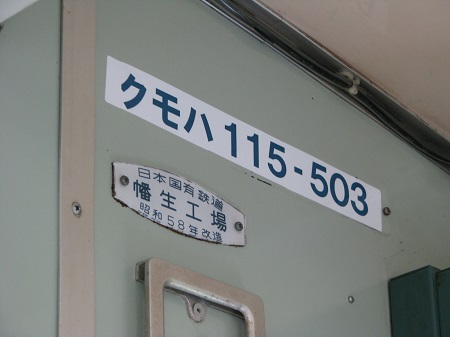 クモハ115-503
日本国有鉄道
幡生工場
昭和58年改造